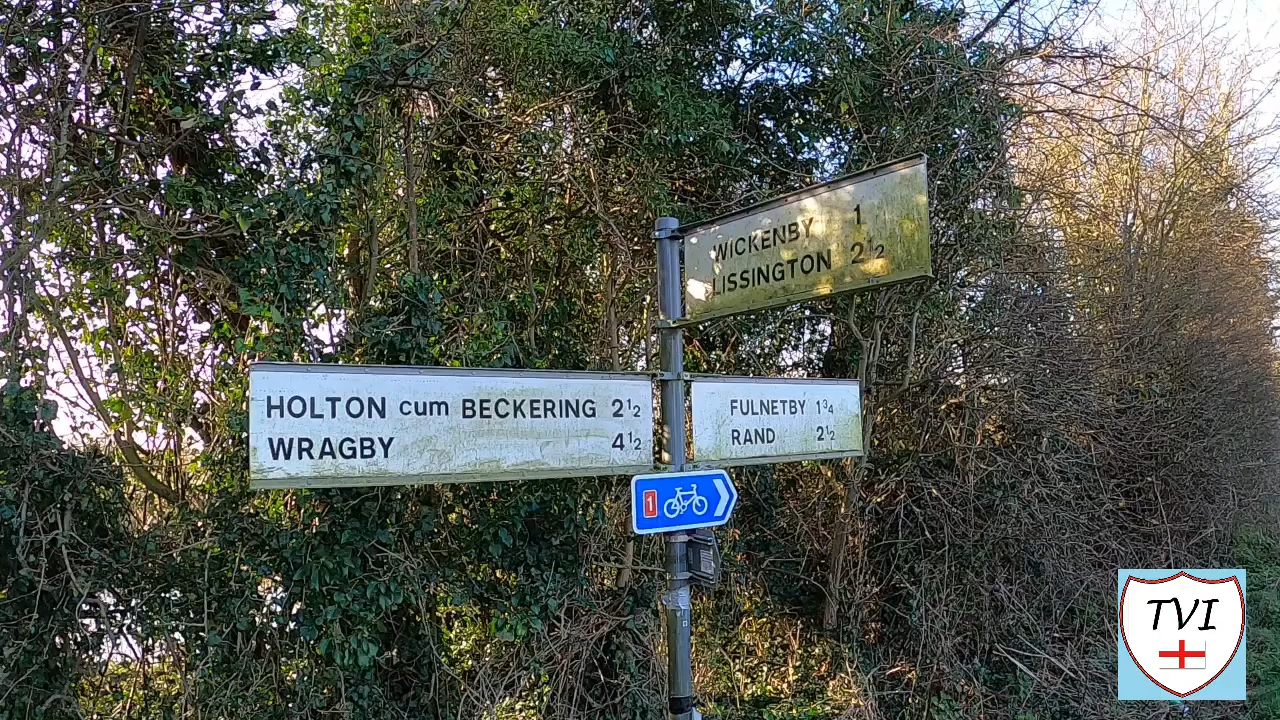 WICKENBY 1
LISSINGTON 2½
HOLTON cum BECKERING 2½
WRAGBY 4½
FULNETBY 1¾
RAND 2½
1
TVI